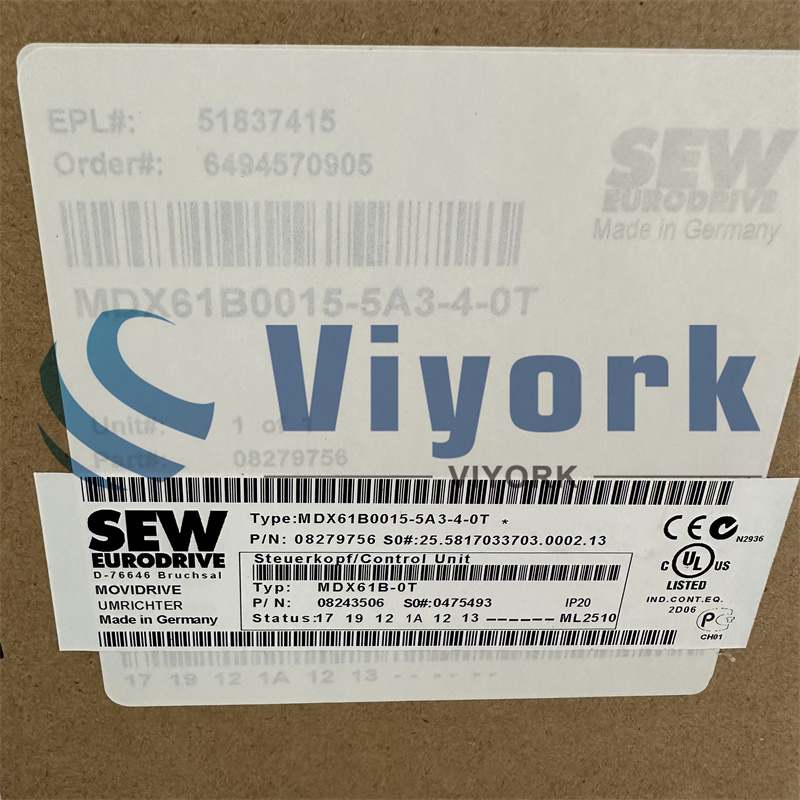 EPL#: 51837415
Order#: 6494570905
SEW
EURODRIVE
Made in Germany
MDX61B0015-5A3-4-0T
Viyork
Unit#: 1 of 1
Part#: 08279756
VIYORK
SEW
EURODRIVE
D-76646 Bruchsal
MOVIDRIVE
UMRICHTER
Made in Germany
Type:MDX61B0015-5A3-4-0T *
P/N: 08279756 S0#:25.5817033703.0002.13
Steuerkopf/Control Unit
Typ: MDX61B-0T
P/N: 08243506 S0#:0475493 IP20
Status:17 19 12 1A 12 13 -- -- -- -- ML2510
CE N2936
C UL US
LISTED
IND.CONT.EQ.
2D06
CH01
17 19 12 1A 12 13 -- -- -- --